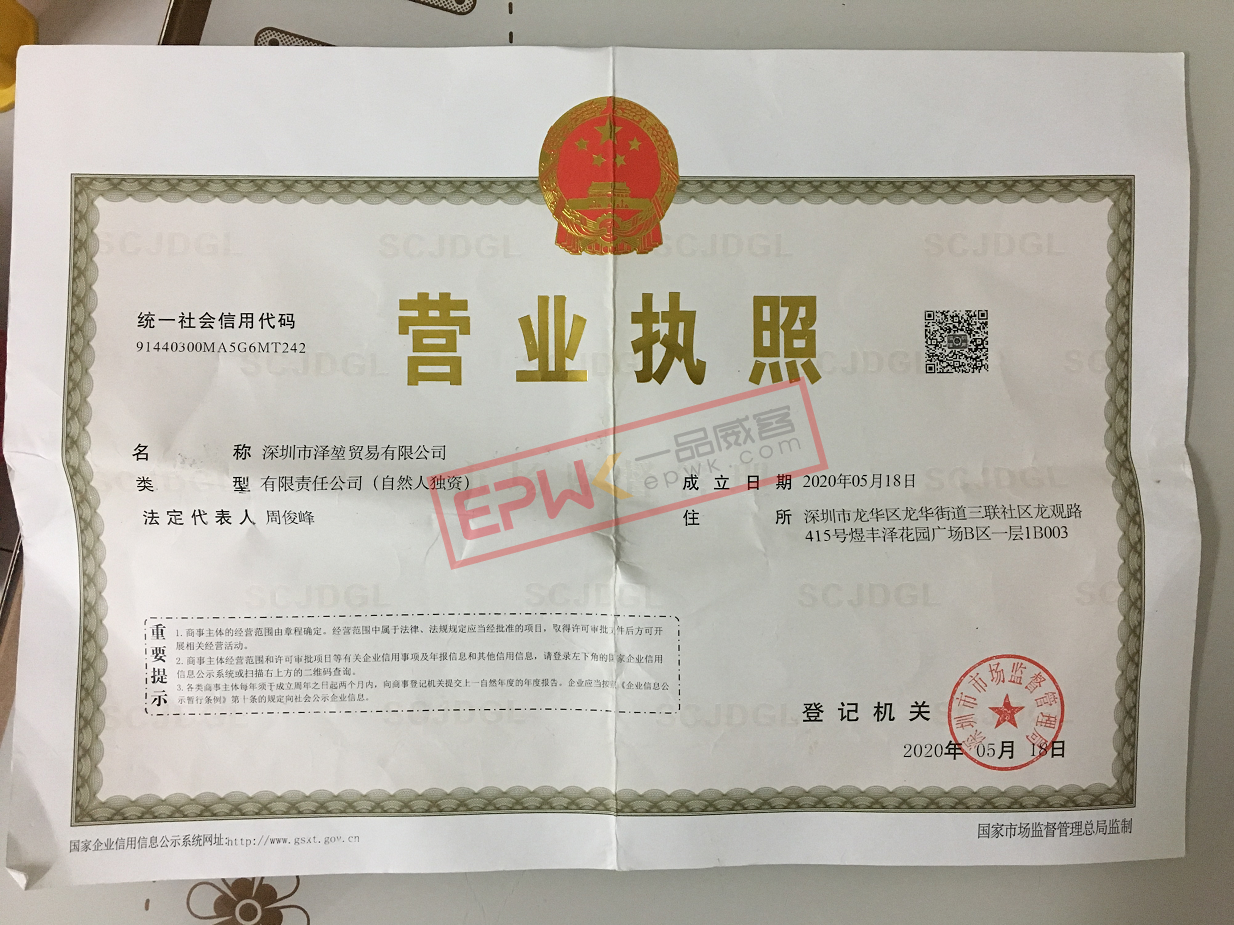 营业执照
统一社会信用代码
91440300MA5G6MT242
名称 深圳市泽堃贸易有限公司
类型 有限责任公司（自然人独资）
法定代表人 周俊峰
成立日期 2020年05月18日
住所 深圳市龙华区龙华街道三联社区龙观路
415号煜丰泽花园广场B区一层1B003
EPWK 一品威客
epwk.com
重要提示
1. 商事主体的经营范围由章程确定。经营范围中属于法律、法规规定应当经批准的项目，取得许可审批文件后方可开
展相关经营活动。
2. 商事主体经营范围和许可审批项目等有关企业信用事项及年报信息和其他信用信息，请登录左下角的国家企业信用
信息公示系统或扫描右上方的二维码查询。
3. 各类商事主体每年须于成立周年之日起两个月内，向商事登记机关提交上一自然年度的年度报告。企业应当按照《企业信息公
示暂行条例》第十条的规定向社会公示企业信息。
登记机关
深圳市市场监督管理局
2020年 05月 18日
国家企业信用信息公示系统网址:http://www.gsxt.gov.cn
国家市场监督管理总局监制
SCJDGL SCJDGL SCJDGL SCJDGL
SCJDGL SCJDGL SCJDGL